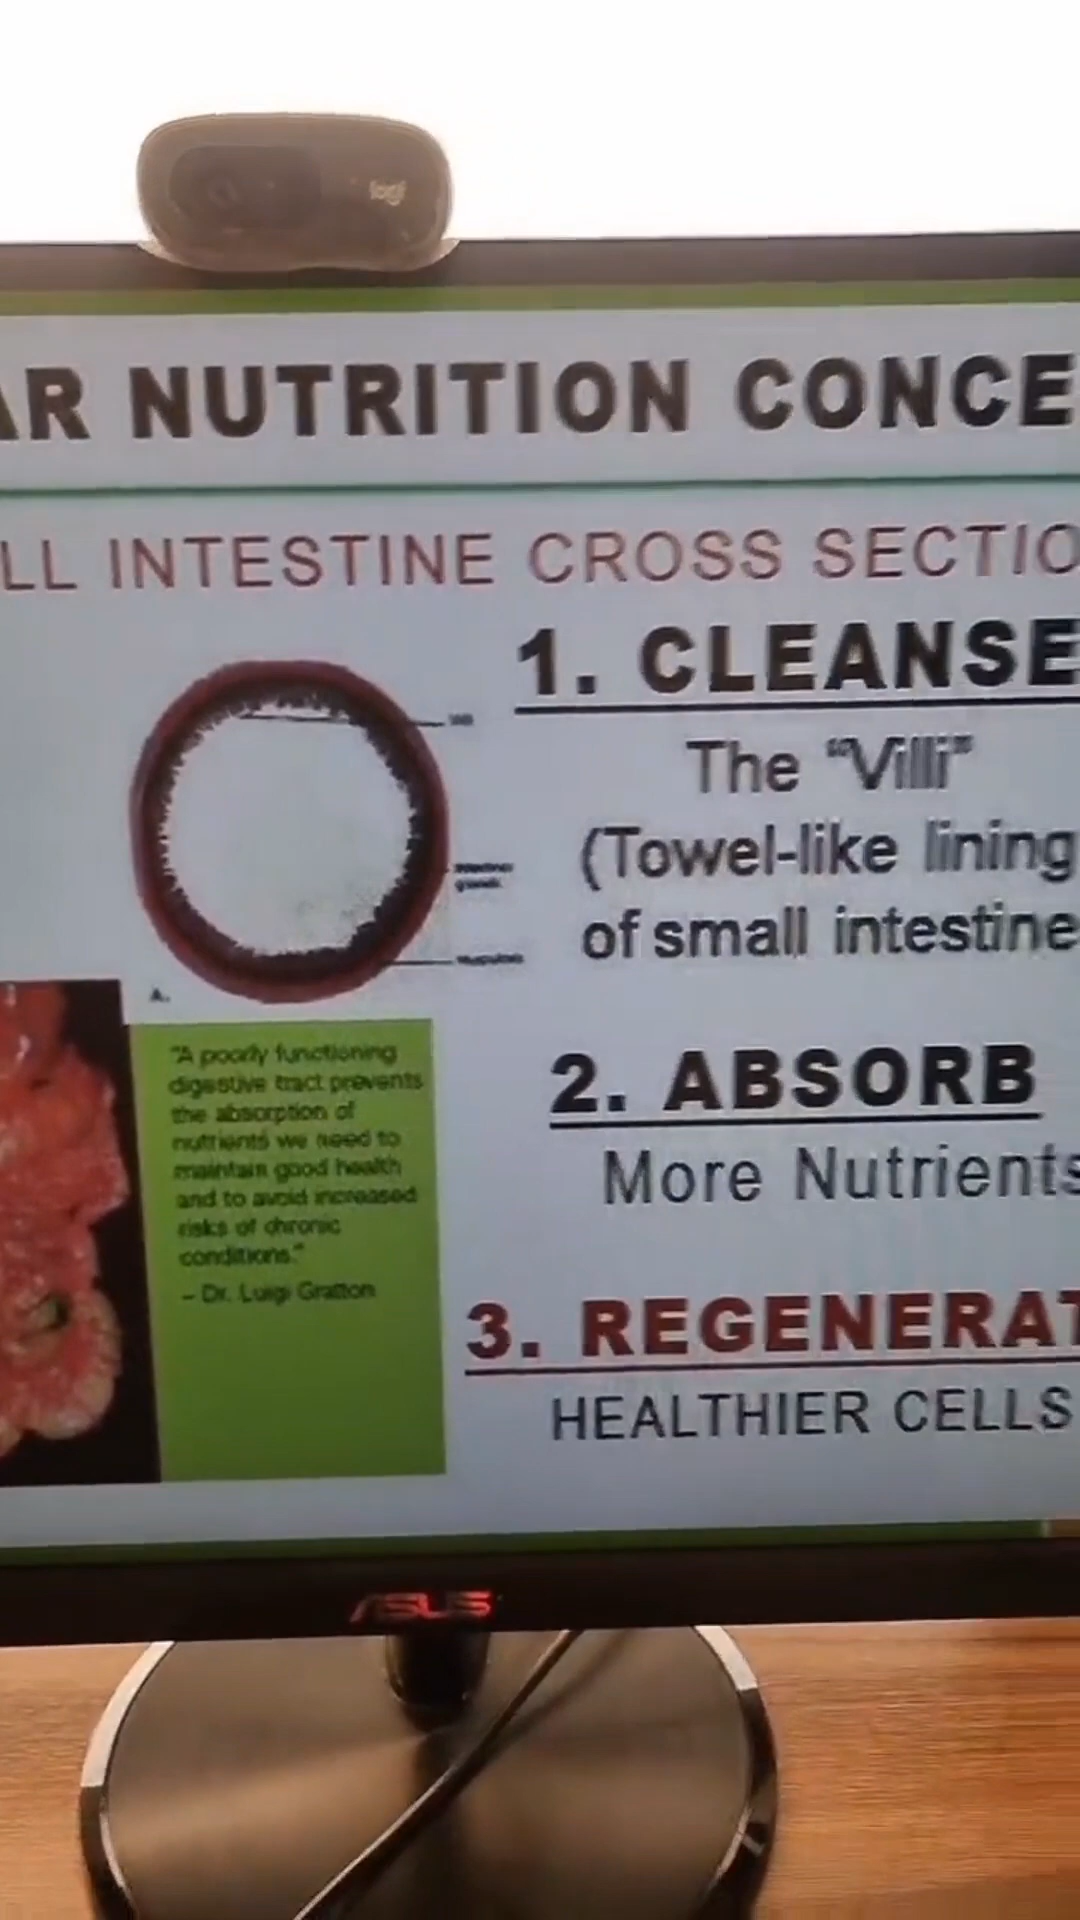 logi
AR NUTRITION CONCE
LL INTESTINE CROSS SECTIO
1. CLEANSE
The “Villi”
(Towel-like lining
of small intestine
A.
"A poorly functioning
digestive tract prevents
the absorption of
nutrients we need to
maintain good health
and to avoid increased
risks of chronic
conditions."
– Dr. Luigi Gratton
2. ABSORB
More Nutrients
3. REGENERAT
HEALTHIER CELLS
ASUS